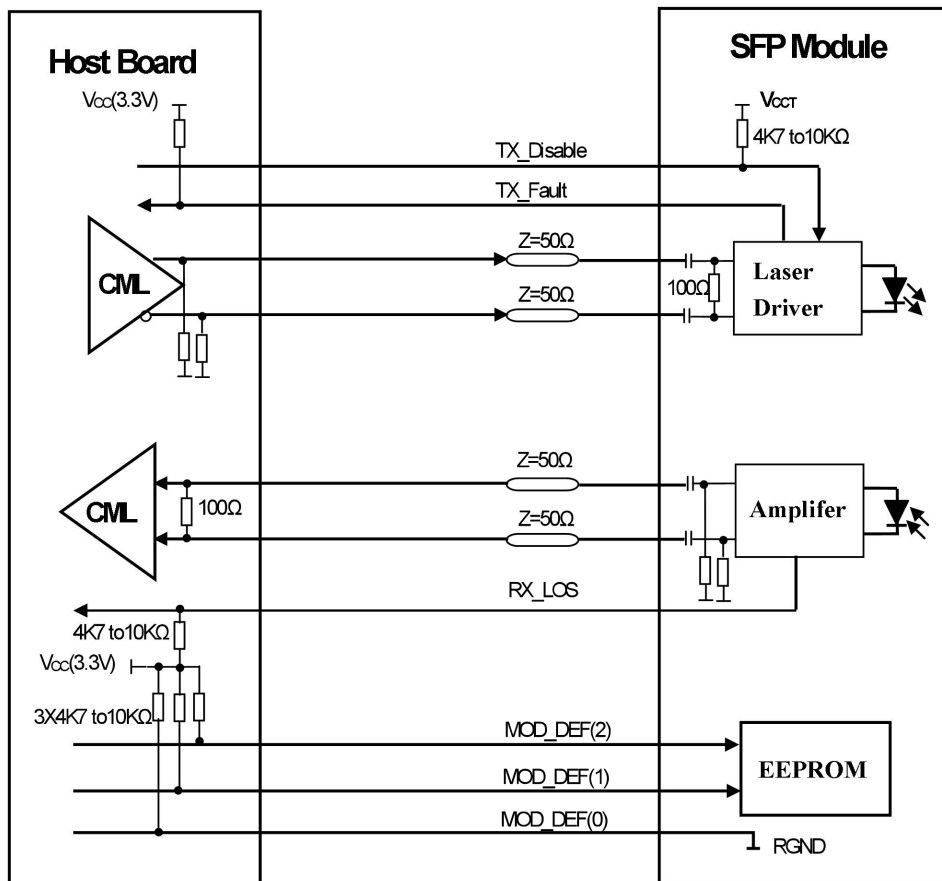 Host Board
SFP Module
VCC(3.3V)
VCCT
4K7 to10KΩ
TX_Disable
TX_Fault
CML
Z=50Ω
Z=50Ω
100Ω
Laser
Driver
CML
100Ω
Z=50Ω
Z=50Ω
Amplifer
RX_LOS
4K7 to10KΩ
VCC(3.3V)
3X4K7 to10KΩ
MOD_DEF(2)
MOD_DEF(1)
MOD_DEF(0)
EEPROM
RGND